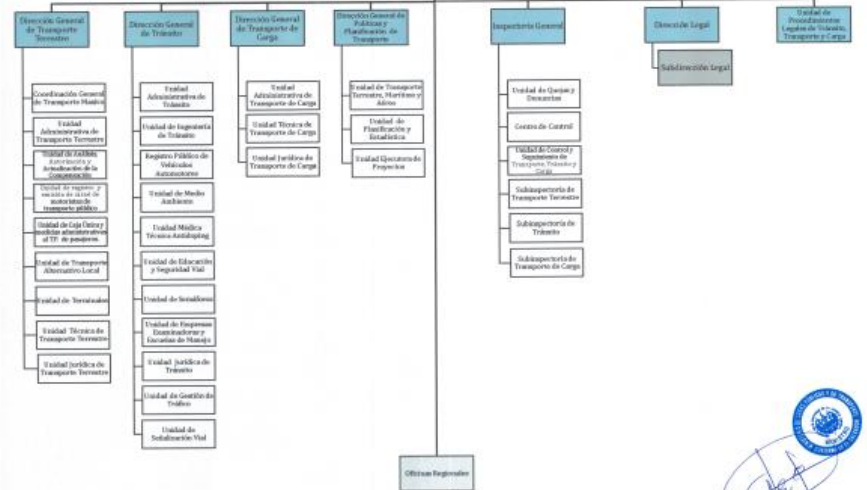 Dirección General
de Transporte
Terrestre
Coordinación General
de Transporte Masivo
Unidad
Administrativa de
Transporte Terrestre
Unidad de Análisis,
Autorización y
Actualización de la
Compensación
Unidad de registro y
emisión de carné de
motoristas de
transporte público
Unidad de Caja Única y
medidas administrativas
al TP. de pasajeros.
Unidad de Transporte
Alternativo Local
Unidad de Terminales
Unidad Técnica de
Transporte Terrestre
Unidad Jurídica de
Transporte Terrestre
Dirección General
de Tránsito
Unidad
Administrativa de
Tránsito
Unidad de Ingeniería
de Tránsito
Registro Público de
Vehículos
Automotores
Unidad de Medio
Ambiente
Unidad Médica
Técnica Antidoping
Unidad de Educación
y Seguridad Vial
Unidad de Semáforos
Unidad de Empresas
Examinadoras y
Escuelas de Manejo
Unidad Jurídica de
Tránsito
Unidad de Gestión de
Tráfico
Unidad de
Señalización Vial
Dirección General
de Transporte de
Carga
Unidad
Administrativa de
Transporte de Carga
Unidad Técnica de
Transporte de Carga
Unidad Jurídica de
Transporte de Carga
Dirección General de
Políticas y
Planificación de
Transporte
Unidad de Transporte
Terrestre, Marítimo y
Aéreo
Unidad de
Planificación y
Estadística
Unidad Ejecutora de
Proyectos
Inspectoría General
Unidad de Quejas y
Denuncias
Centro de Control
Unidad de Control y
Seguimiento de
Transporte, Tránsito y
Carga
Subinspectoría de
Transporte Terrestre
Subinspectoría de
Tránsito
Subinspectoría de
Transporte de Carga
Dirección Legal
Subdirección Legal
Unidad de
Procedimientos
Legales de Tránsito,
Transporte y Carga
Oficinas Regionales